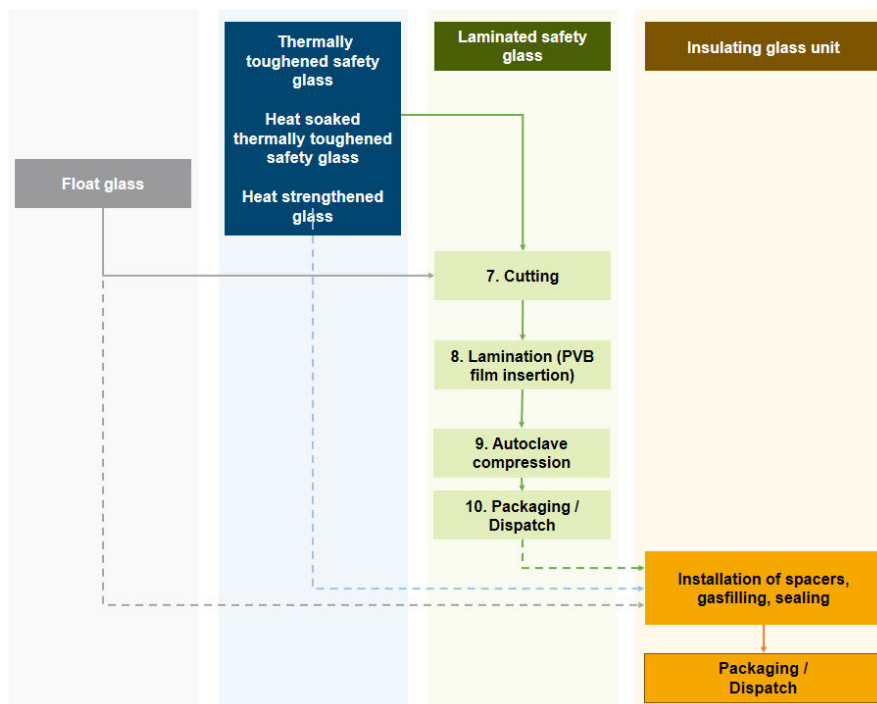 Thermally
toughened safety
glass
Heat soaked
thermally toughened
safety glass
Heat strengthened
glass
Laminated safety
glass
Insulating glass unit
Float glass
7. Cutting
8. Lamination (PVB
film insertion)
9. Autoclave
compression
10. Packaging /
Dispatch
Installation of spacers,
gasfilling, sealing
Packaging /
Dispatch